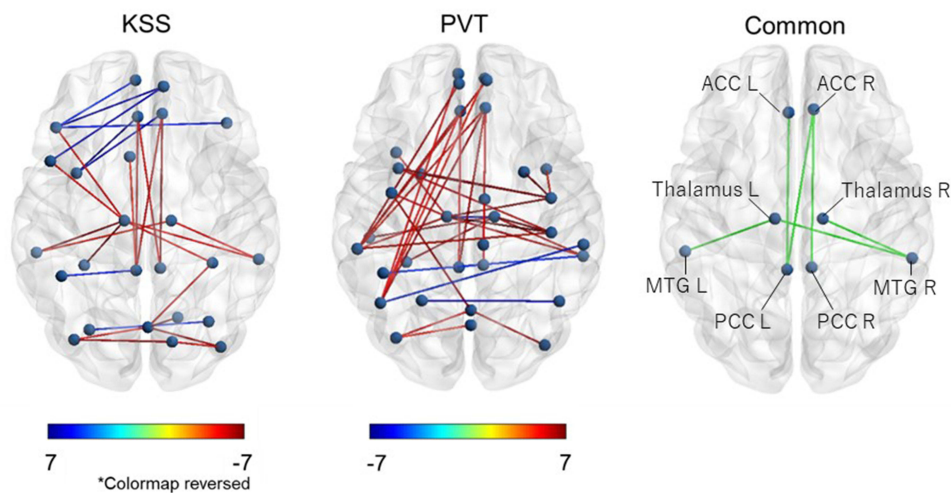 KSS
PVT
Common
ACC L
ACC R
Thalamus L
Thalamus R
MTG L
MTG R
PCC L
PCC R
7
-7
-7
7
*Colormap reversed